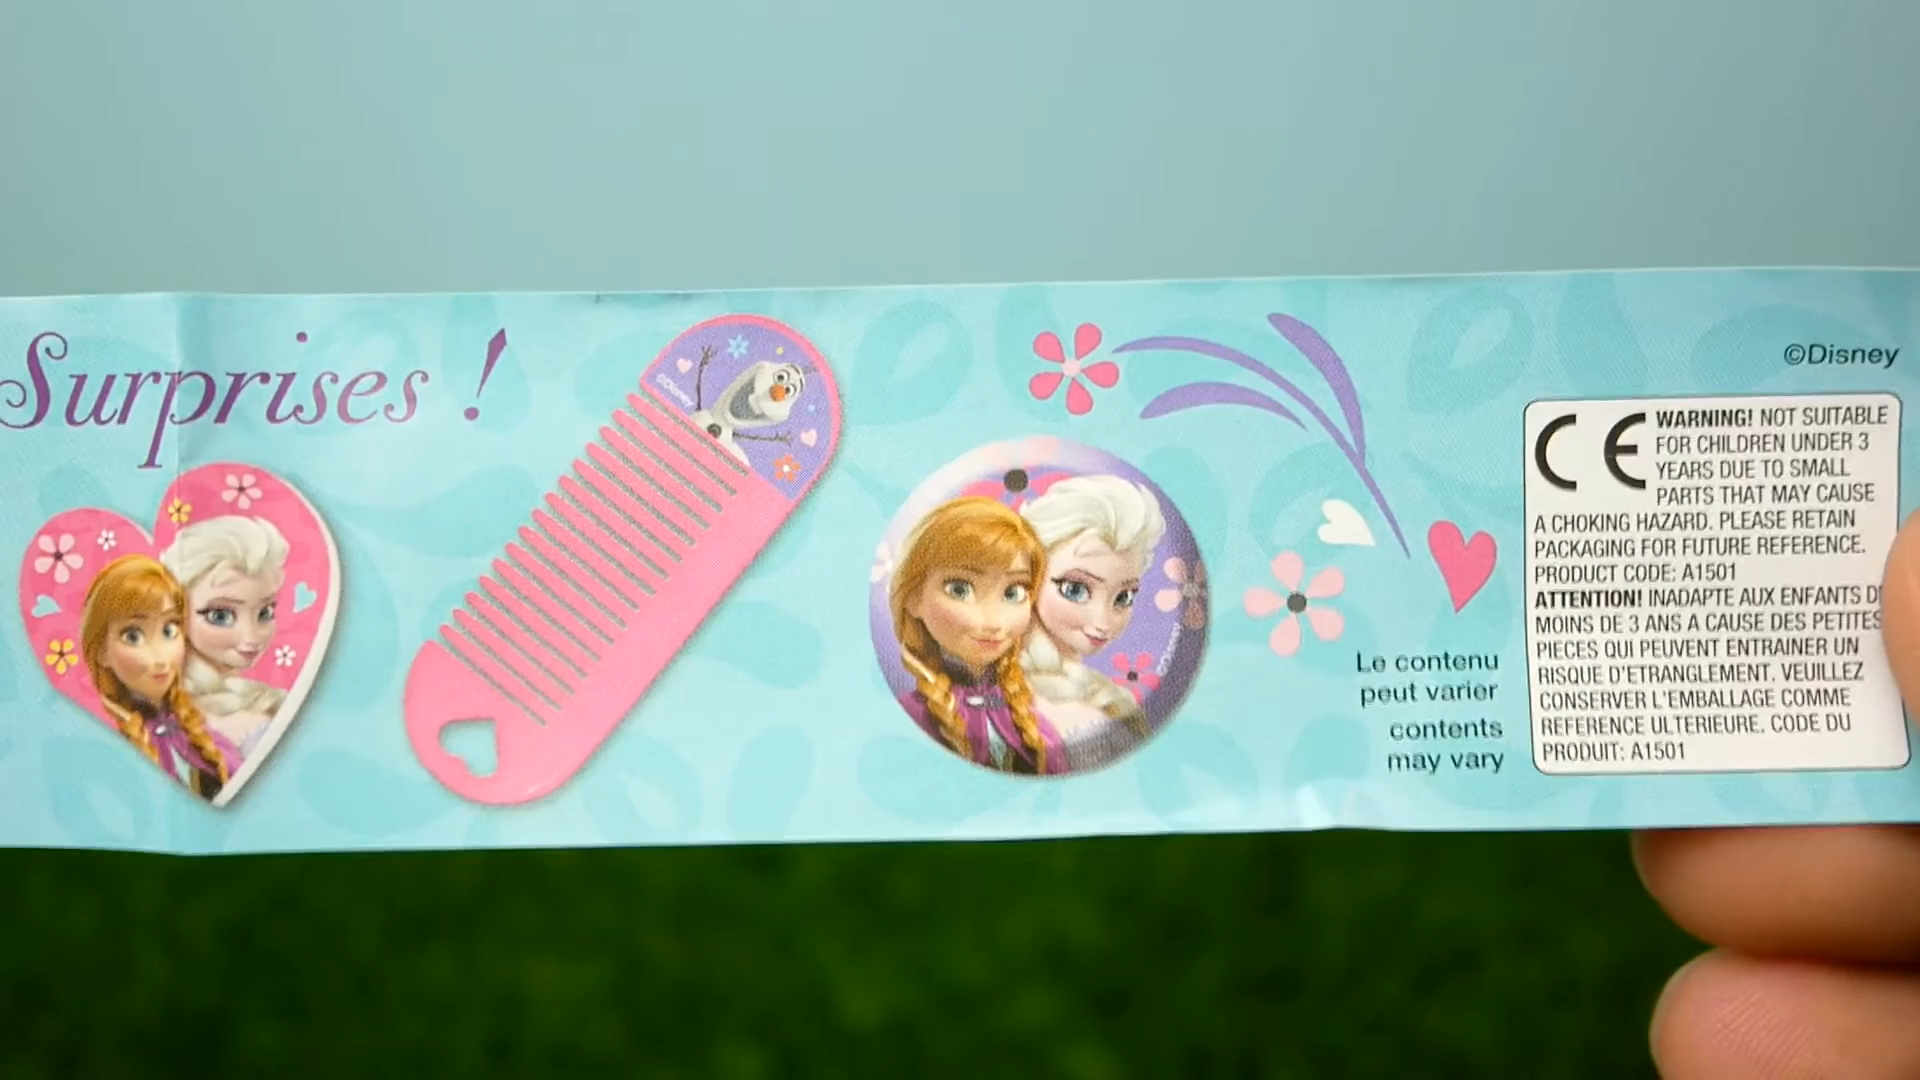 Surprises !
©Disney
©Disney
©Disney
Le contenu
peut varier
contents
may vary
CE
WARNING! NOT SUITABLE
FOR CHILDREN UNDER 3
YEARS DUE TO SMALL
PARTS THAT MAY CAUSE
A CHOKING HAZARD. PLEASE RETAIN
PACKAGING FOR FUTURE REFERENCE.
PRODUCT CODE: A1501
ATTENTION! INADAPTE AUX ENFANTS
MOINS DE 3 ANS A CAUSE DES PETITES
PIECES QUI PEUVENT ENTRAINER UN
RISQUE D'ETRANGLEMENT. VEUILLEZ
CONSERVER L'EMBALLAGE COMME
REFERENCE ULTERIEURE. CODE DU
PRODUIT: A1501